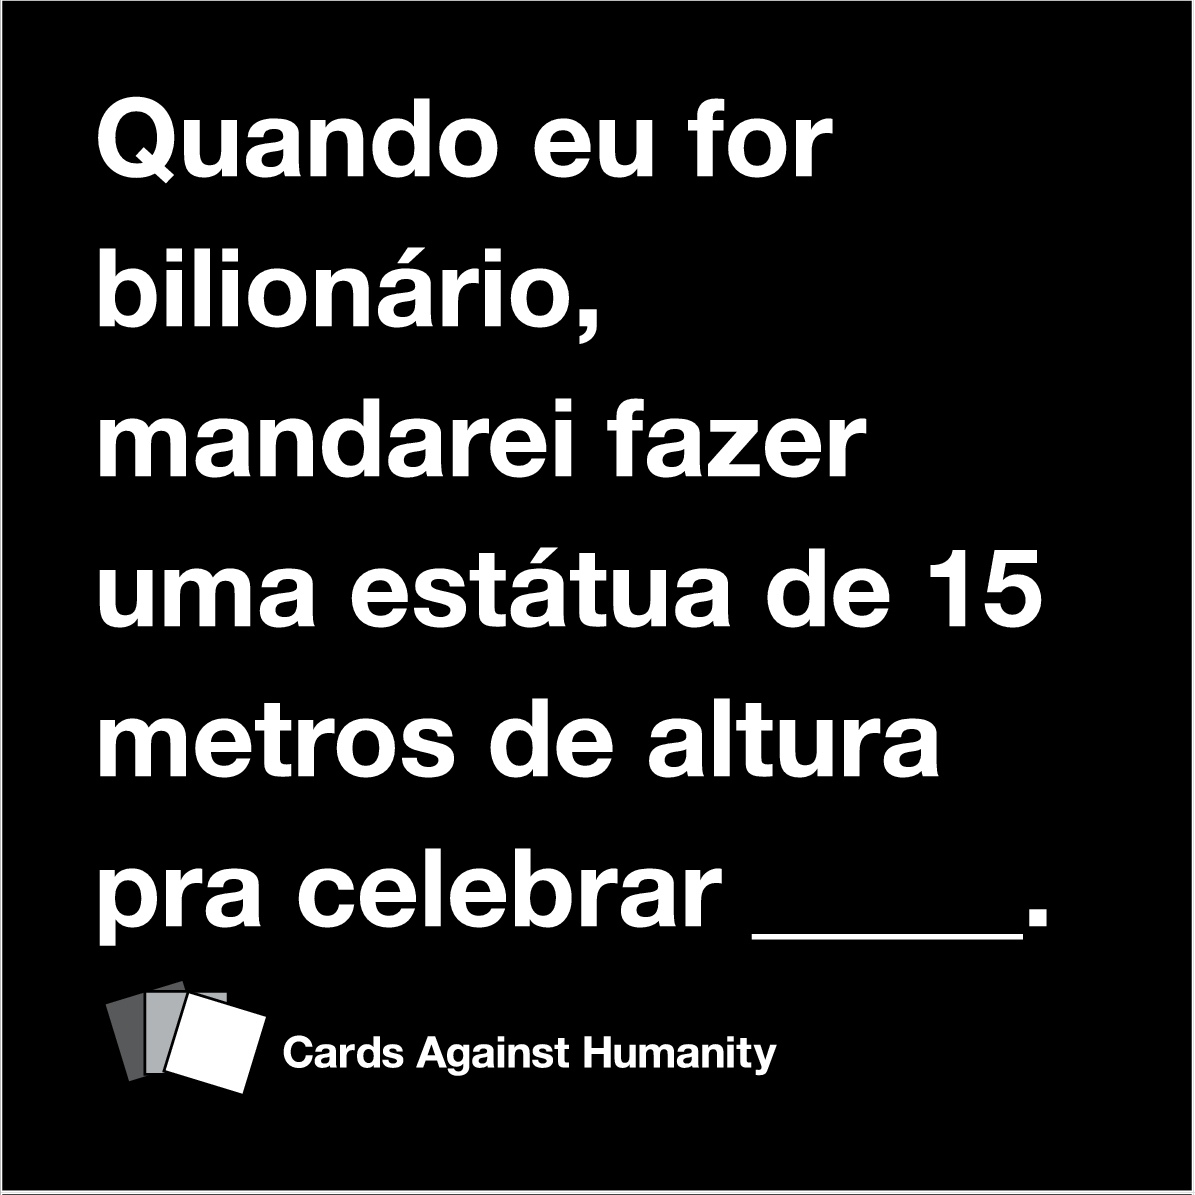 Quando eu for
bilionário,
mandarei fazer
uma estátua de 15
metros de altura
pra celebrar _____.
Cards Against Humanity